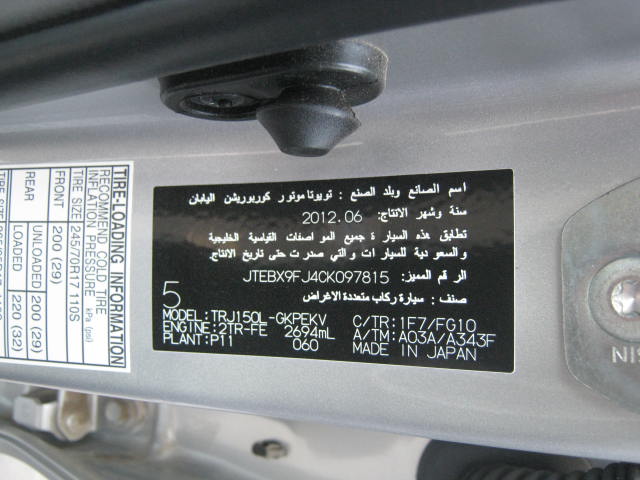 اسم الصانع وبلد الصنع : تويوتا موتور كوربوريشن اليابان
سنة وشهر الانتاج: 2012.06
تطابق هذه السيارة جميع المواصفات القياسية الخليجية
والسعودية للسيارات والتي صدرت حتى تاريخ الانتاج.
الرقم المميز: JTEBX9FJ4CK097815
صنف : سيارة ركاب متعددة الاغراض
5
MODEL: TRJ150L-GKPEKV C/TR: 1F7/FG10
ENGINE: 2TR-FE 2694mL A/TM: A03A/A343F
PLANT: P11 060 MADE IN JAPAN
TIRE-LOADING INFORMATION
RECOMMEND COLD TIRE
INFLATION PRESSURE kPa (psi)
TIRE SIZE 245/70R17 110S
FRONT 200 (29)
REAR UNLOADED 200 (29)
LOADED 220 (32)
NIS